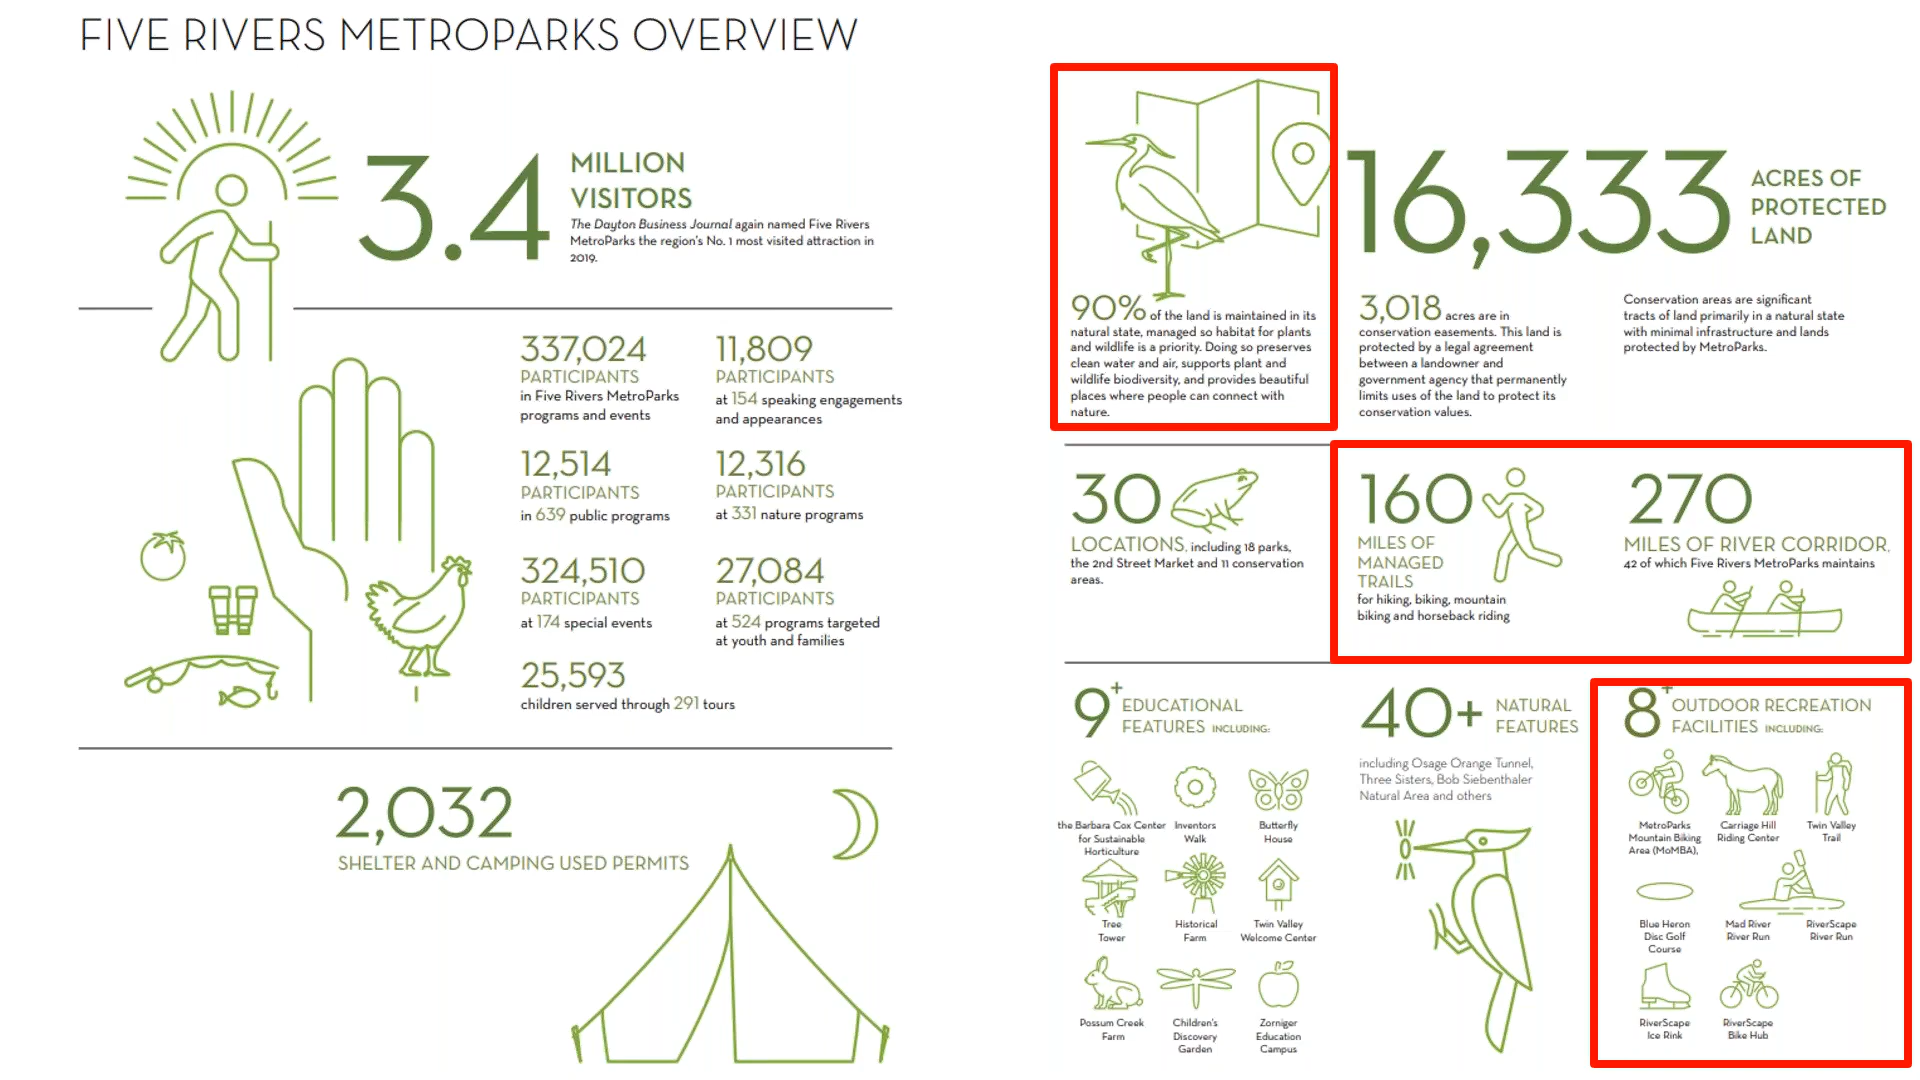 FIVE RIVERS METROPARKS OVERVIEW
3.4
MILLION
VISITORS
The Dayton Business Journal again named Five Rivers
MetroParks the region's No. 1 most visited attraction in
2019.
337,024
PARTICIPANTS
in Five Rivers MetroParks
programs and events
11,809
PARTICIPANTS
at 154 speaking engagements
and appearances
12,514
PARTICIPANTS
in 639 public programs
12,316
PARTICIPANTS
at 331 nature programs
324,510
PARTICIPANTS
at 174 special events
27,084
PARTICIPANTS
at 524 programs targeted
at youth and families
25,593
children served through 291 tours
2,032
SHELTER AND CAMPING USED PERMITS
16,333
ACRES OF
PROTECTED
LAND
90% of the land is maintained in its
natural state, managed so habitat for plants
and wildlife is a priority. Doing so preserves
clean water and air, supports plant and
wildlife biodiversity, and provides beautiful
places where people can connect with
nature.
3,018 acres are in
conservation easements. This land is
protected by a legal agreement
between a landowner and
government agency that permanently
limits uses of the land to protect its
conservation values.
Conservation areas are significant
tracts of land primarily in a natural state
with minimal infrastructure and lands
protected by MetroParks.
30
LOCATIONS, including 18 parks,
the 2nd Street Market and 11 conservation
areas.
160
MILES OF
MANAGED
TRAILS
for hiking, biking, mountain
biking and horseback riding
270
MILES OF RIVER CORRIDOR,
42 of which Five Rivers MetroParks maintains
9+ EDUCATIONAL
FEATURES INCLUDING:
the Barbara Cox Center
for Sustainable
Horticulture
Inventors
Walk
Butterfly
House
Tree
Tower
Historical
Farm
Twin Valley
Welcome Center
Possum Creek
Farm
Children's
Discovery
Garden
Zorniger
Education
Campus
40+ NATURAL
FEATURES
including Osage Orange Tunnel,
Three Sisters, Bob Siebenthaler
Natural Area and others
8+ OUTDOOR RECREATION
FACILITIES INCLUDING:
MetroParks
Mountain Biking
Area (MoMBA),
Carriage Hill
Riding Center
Twin Valley
Trail
Blue Heron
Disc Golf
Course
Mad River
River Run
RiverScape
River Run
RiverScape
Ice Rink
RiverScape
Bike Hub